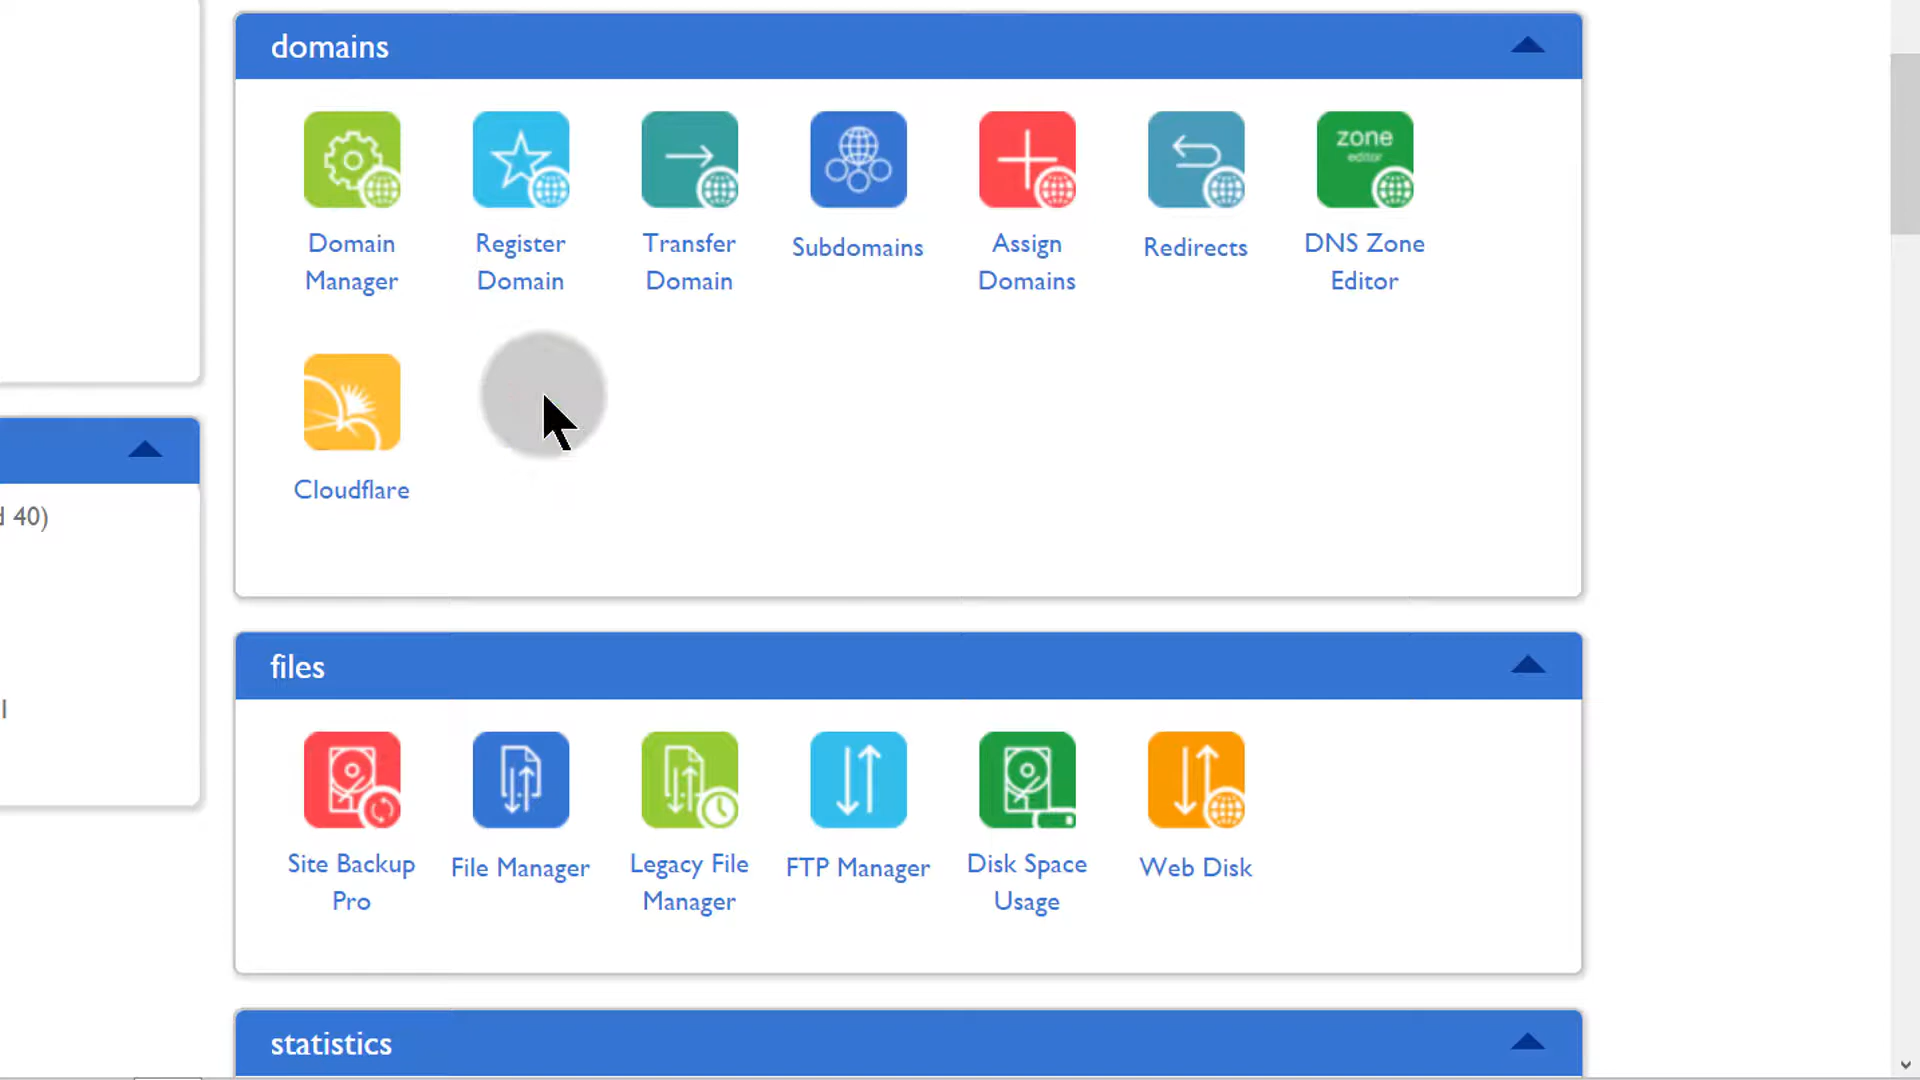 domains
Domain
Manager
Register
Domain
Transfer
Domain
Subdomains
Assign
Domains
Redirects
zone
editor
DNS Zone
Editor
Cloudflare
40)
files
Site Backup
Pro
File Manager
Legacy File
Manager
FTP Manager
Disk Space
Usage
Web Disk
statistics